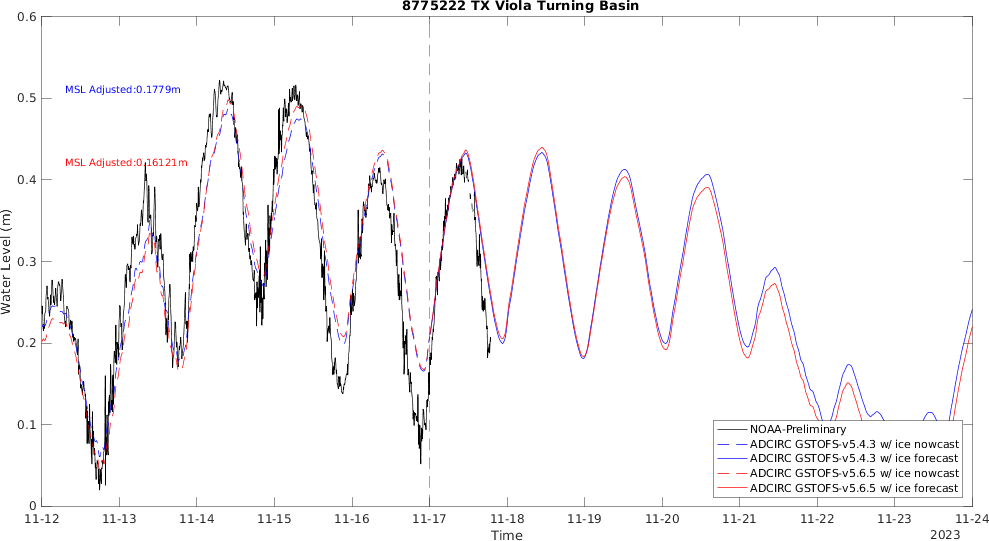 8775222 TX Viola Turning Basin
0.6
0.5
0.4
0.3
0.2
0.1
0
Water Level (m)
MSL Adjusted:0.1779m
MSL Adjusted:0.16121m
NOAA-Preliminary
ADCIRC GSTOFS-v5.4.3 w/ ice nowcast
ADCIRC GSTOFS-v5.4.3 w/ ice forecast
ADCIRC GSTOFS-v5.6.5 w/ ice nowcast
ADCIRC GSTOFS-v5.6.5 w/ ice forecast
11-12 11-13 11-14 11-15 11-16 11-17 11-18 11-19 11-20 11-21 11-22 11-23 11-24
Time
2023